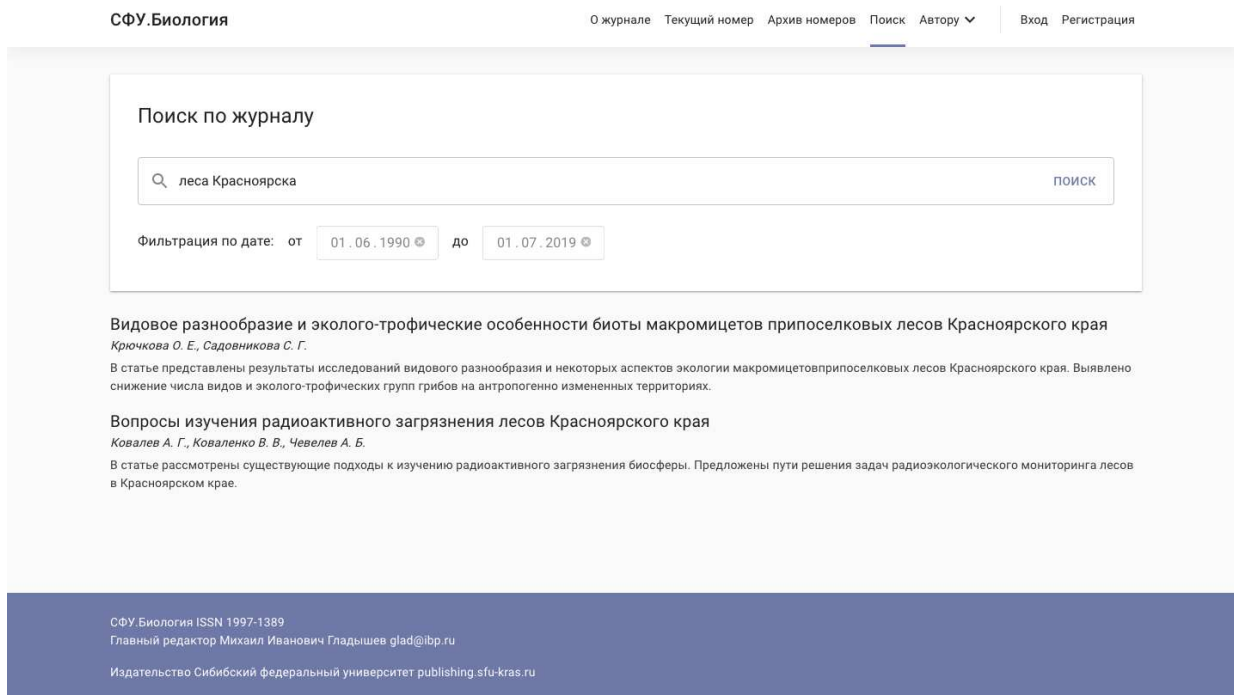 СФУ.Биология
О журнале Текущий номер Архив номеров Поиск Автору Вход Регистрация
Поиск по журналу
леса Красноярска ПОИСК
Фильтрация по дате: от 01 . 06 . 1990 до 01 . 07 . 2019
Видовое разнообразие и эколого-трофические особенности биоты макромицетов припоселковых лесов Красноярского края
Крючкова О. Е., Садовникова С. Г.
В статье представлены результаты исследований видового разнообразия и некоторых аспектов экологии макромицетовприпоселковых лесов Красноярского края. Выявлено
снижение числа видов и эколого-трофических групп грибов на антропогенно измененных территориях.
Вопросы изучения радиоактивного загрязнения лесов Красноярского края
Ковалев А. Г., Коваленко В. В., Чевелев А. Б.
В статье рассмотрены существующие подходы к изучению радиоактивного загрязнения биосферы. Предложены пути решения задач радиоэкологического мониторинга лесов
в Красноярском крае.
СФУ.Биология ISSN 1997-1389
Главный редактор Михаил Иванович Гладышев glad@ibp.ru
Издательство Сибибский федеральный университет publishing.sfu-kras.ru